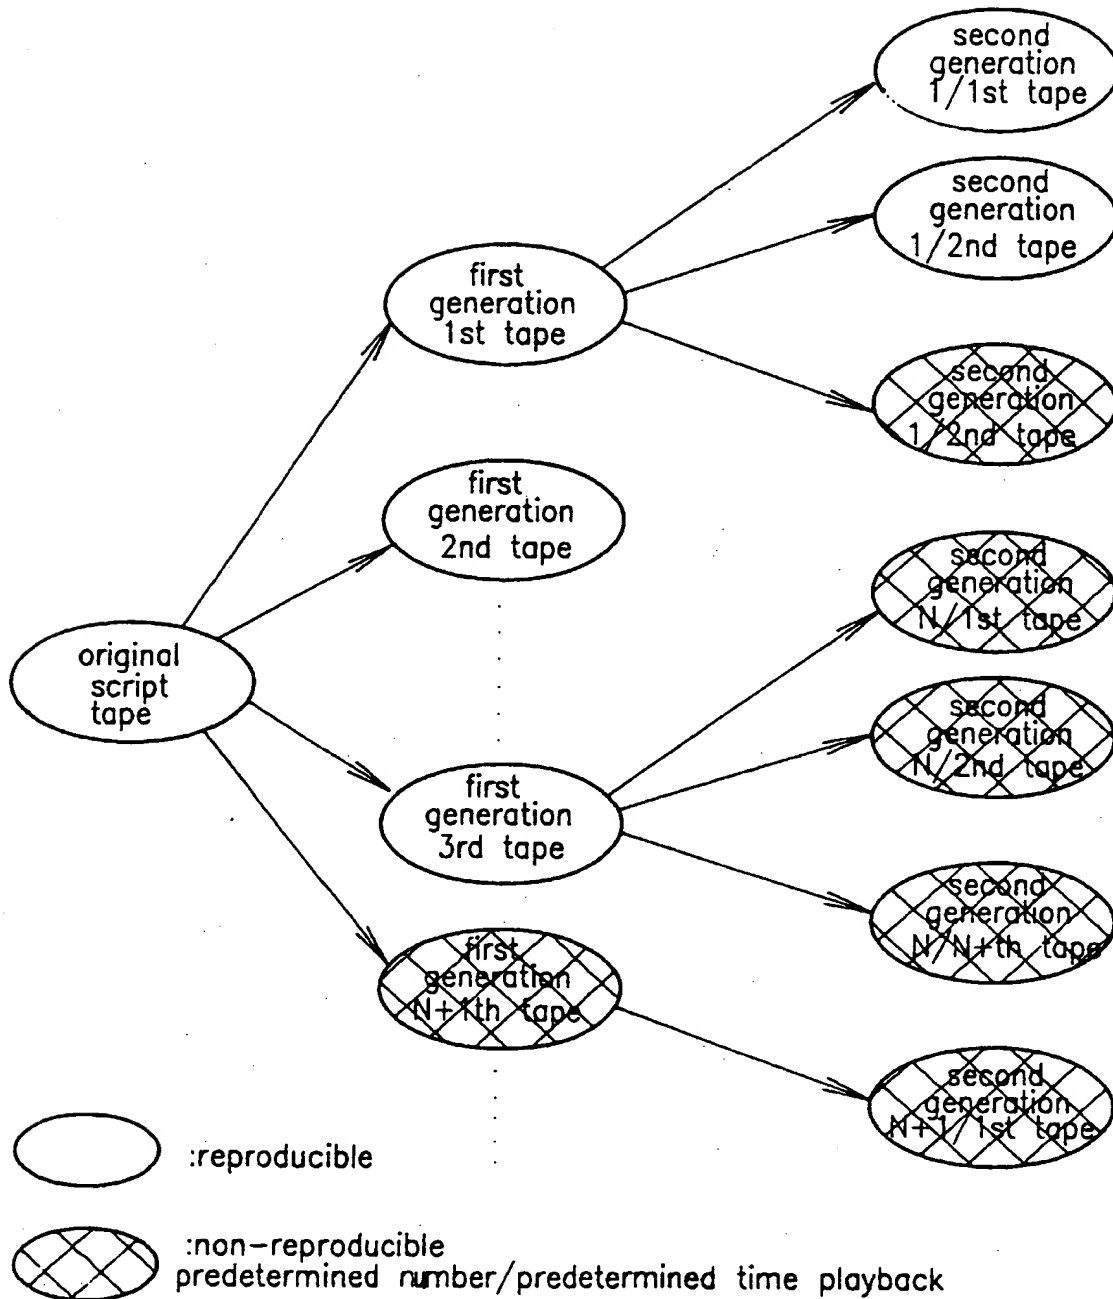 second
generation
1/1st tape
second
generation
1/2nd tape
first
generation
1st tape
second
generation
1/2nd tape
first
generation
2nd tape
second
generation
N/1st tape
original
script
tape
second
generation
N/2nd tape
first
generation
3rd tape
second
generation
N/N+th tape
first
generation
N+1th tape
second
generation
N+1/1st tape
:reproducible
:non-reproducible
predetermined number/predetermined time playback